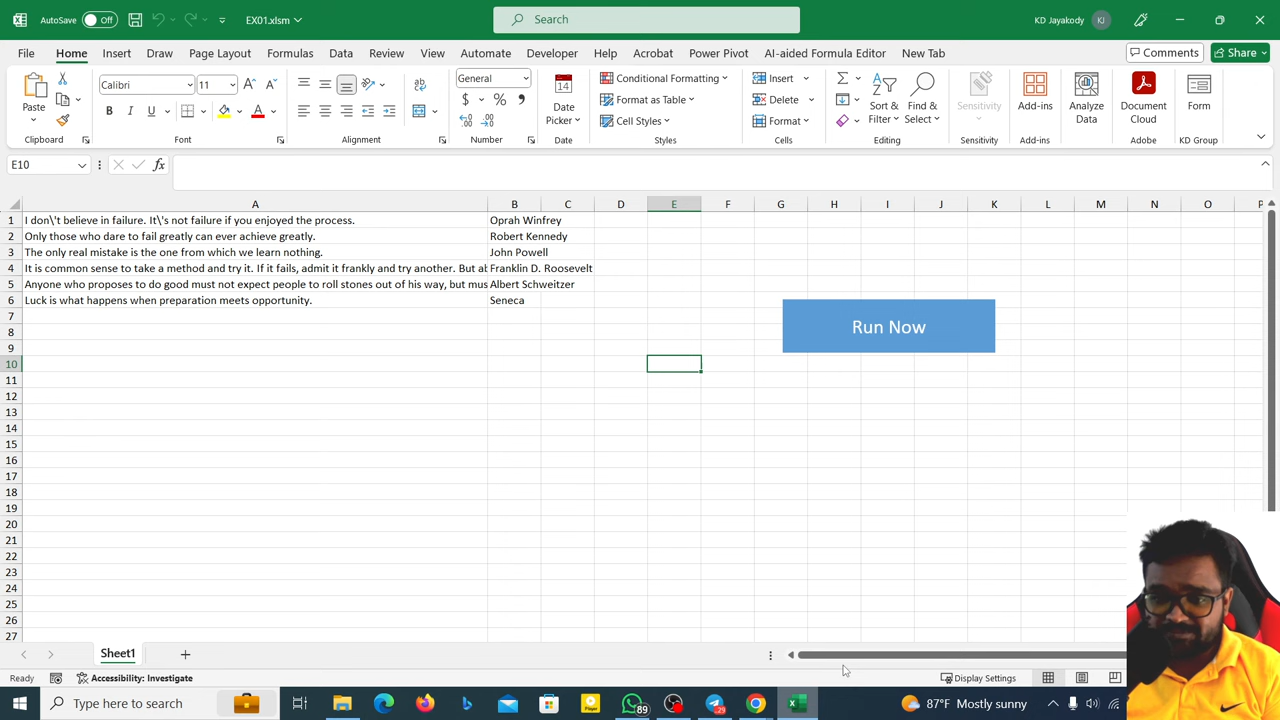 AutoSave Off EX01.xlsm Search KD Jayakody KJ
File Home Insert Draw Page Layout Formulas Data Review View Automate Developer Help Acrobat Power Pivot AI-aided Formula Editor New Tab Comments Share
Paste Calibri 11 A A General Date Picker Conditional Formatting Insert Σ Sort & Filter Find & Select Sensitivity Add-ins Analyze Data Document Cloud Form
B I U A $ % , Format as Table Delete
Cell Styles Format
Clipboard Font Alignment Number Date Styles Cells Editing Sensitivity Add-ins Adobe KD Group
E10 fx
A B C D E F G H I J K L M N O P
1 I don\'t believe in failure. It\'s not failure if you enjoyed the process. Oprah Winfrey
2 Only those who dare to fail greatly can ever achieve greatly. Robert Kennedy
3 The only real mistake is the one from which we learn nothing. John Powell
4 It is common sense to take a method and try it. If it fails, admit it frankly and try another. But Franklin D. Roosevelt
5 Anyone who proposes to do good must not expect people to roll stones out of his way, but mus Albert Schweitzer
6 Luck is what happens when preparation meets opportunity. Seneca
7
8 Run Now
9
10
11
12
13
14
15
16
17
18
19
20
21
22
23
24
25
26
27
Sheet1
Ready Accessibility: Investigate Display Settings
Type here to search 89 29 87°F Mostly sunny